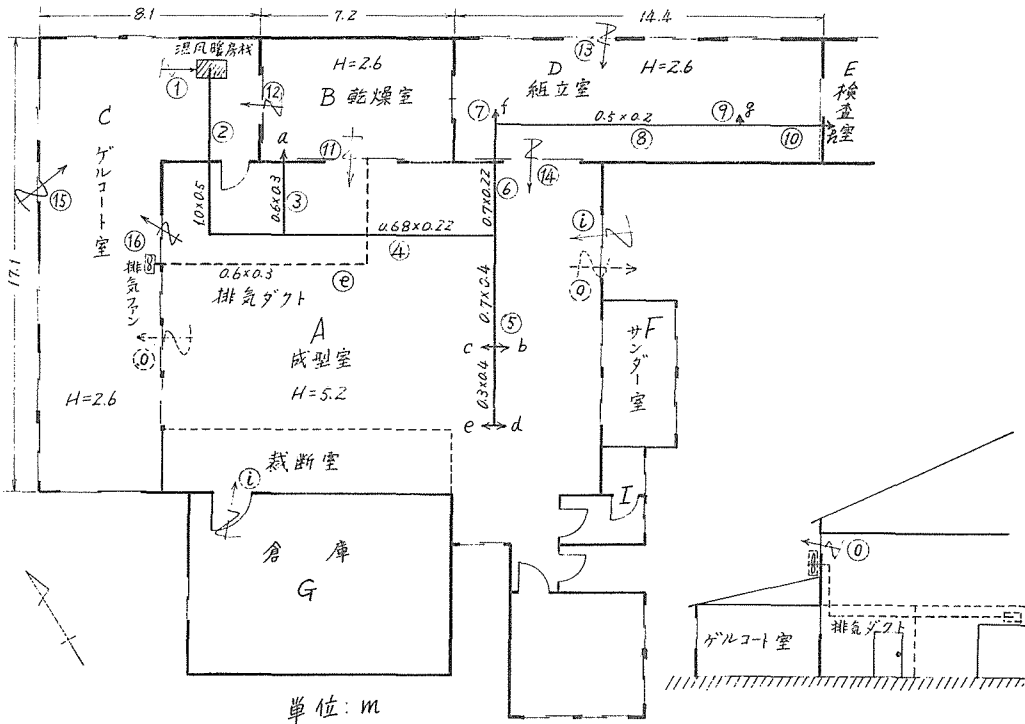 8.1
7.2
14.4
17.1
温風暖房機
①
②
C
ゲルコート室
H=2.6
B 乾燥室
⑫
a
H=2.6
⑬
D
組立室
H=2.6
E
検査室
⑦ f
0.5×0.2
⑧
⑨ g
⑩
h
⑪
⑭
③
0.6×0.3
1.0×0.5
0.68×0.22
④
⑥
0.7×0.22
⑮
⑯
排気ファン
0.6×0.3
排気ダクト
e
i
o
o
A
成型室
H=5.2
0.7×0.4
⑤
c b
0.3×0.4
e d
F
サンダー室
裁断室
i
I
倉 庫
G
単位: m
o
排気ダクト
ゲルコート室